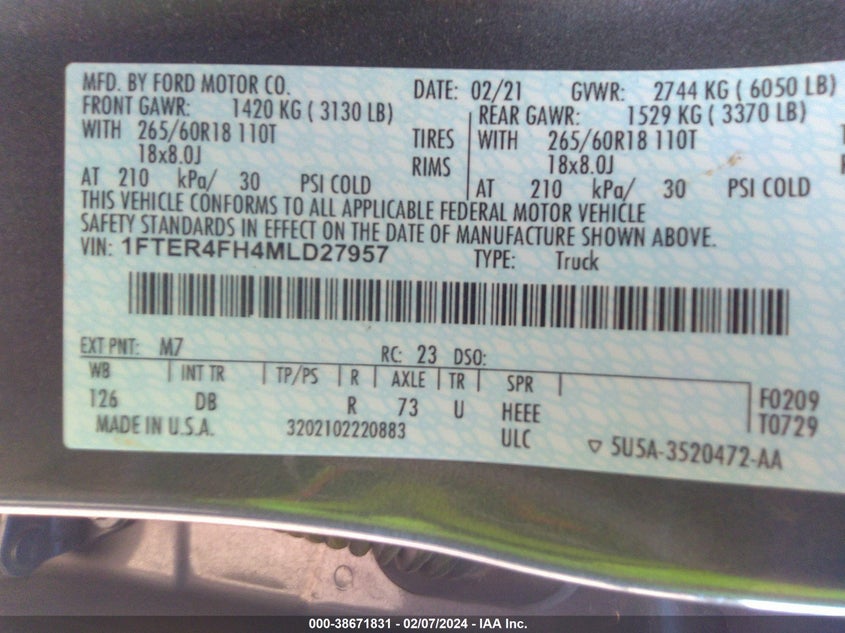 MFD. BY FORD MOTOR CO. DATE: 02/21 GVWR: 2744 KG ( 6050 LB)
FRONT GAWR: 1420 KG ( 3130 LB) REAR GAWR: 1529 KG ( 3370 LB)
WITH 265/60R18 110T TIRES WITH 265/60R18 110T
18x8.0J RIMS 18x8.0J
AT 210 kPa/ 30 PSI COLD AT 210 kPa/ 30 PSI COLD
THIS VEHICLE CONFORMS TO ALL APPLICABLE FEDERAL MOTOR VEHICLE
SAFETY STANDARDS IN EFFECT ON THE DATE OF MANUFACTURE SHOWN ABOVE.
VIN: 1FTER4FH4MLD27957 TYPE: Truck
EXT PNT: M7 RC: 23 DSO:
WB INT TR TP/PS R AXLE TR SPR
126 DB R 73 U HEEE F0209
MADE IN U.S.A. 3202102220883 ULC T0729
5U5A-3520472-AA
000-38671831 - 02/07/2024 - IAA Inc.